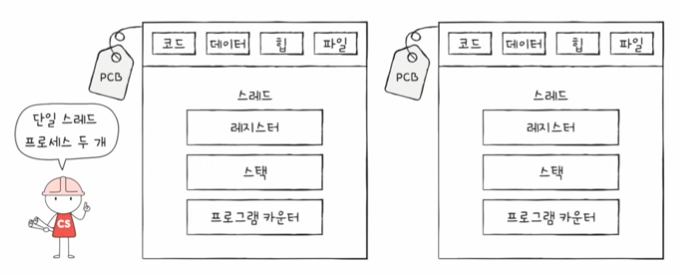 코드 데이터 힙 파일
PCB
스레드
레지스터
스택
프로그램 카운터
코드 데이터 힙 파일
PCB
스레드
레지스터
스택
프로그램 카운터
단일 스레드
프로세스 두 개
CS